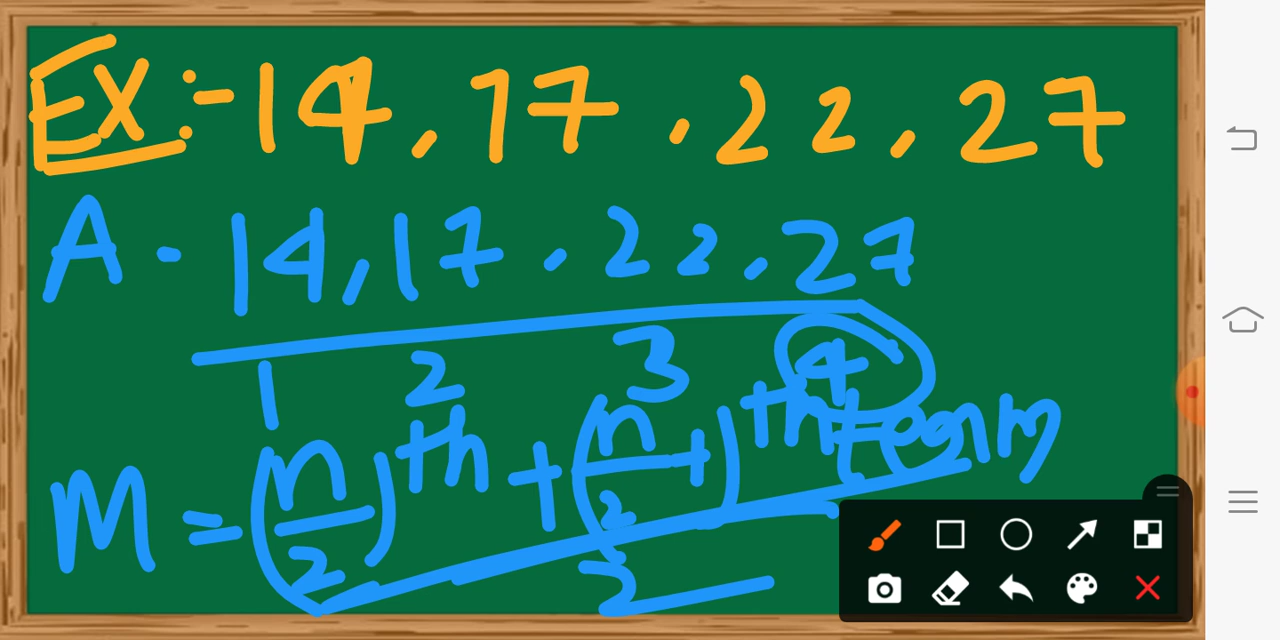 Ex:- 14, 17, 22, 27
A - 14, 17, 22, 27
1 2 3 4
M = (n/2)th + (n/2 + 1)th term
2